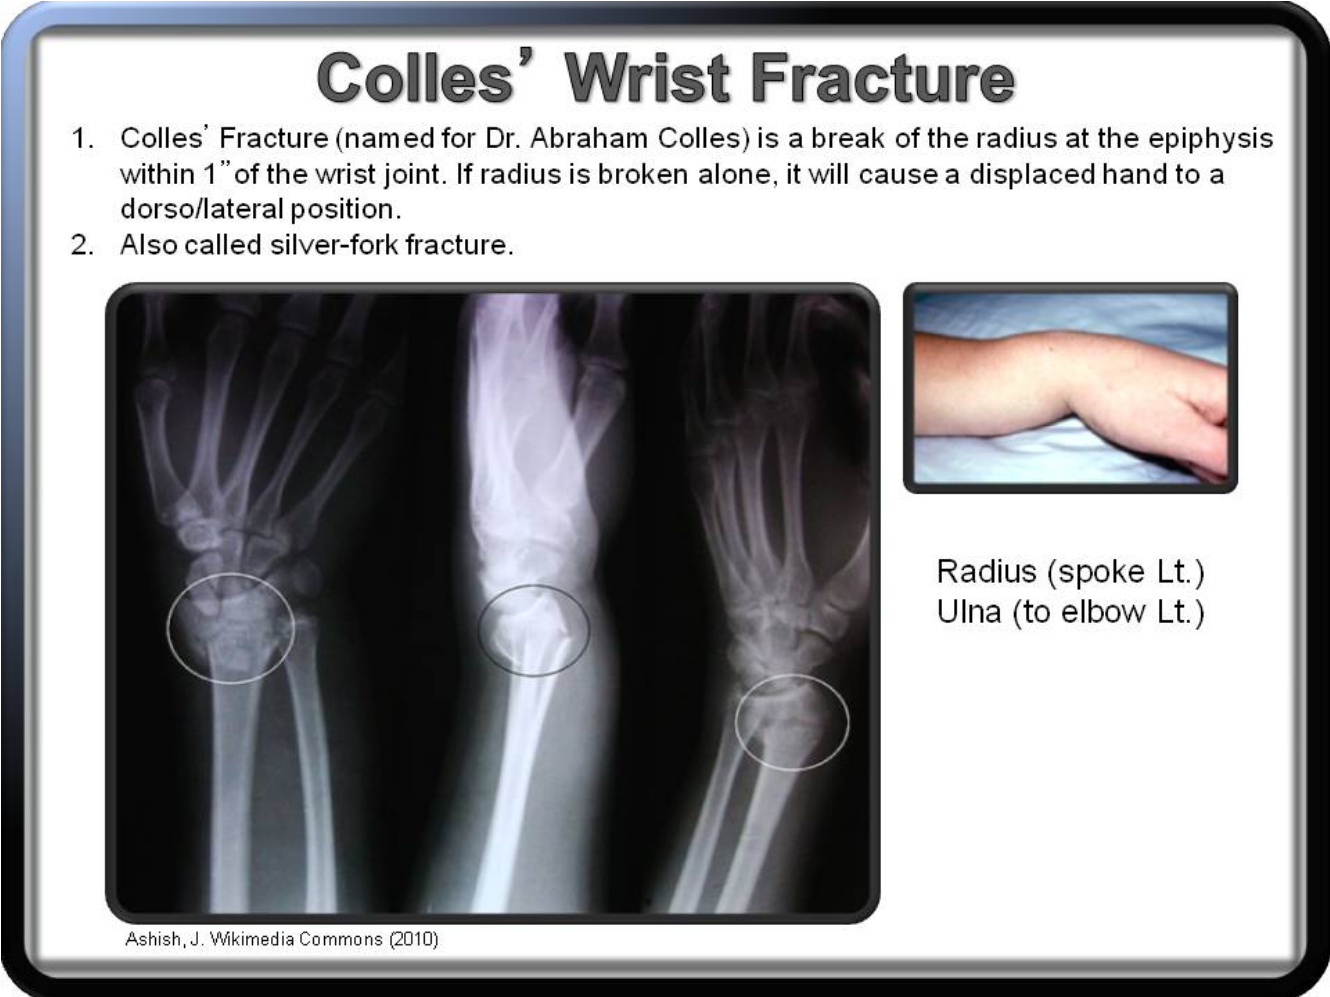 Colles’ Wrist Fracture
1. Colles’ Fracture (named for Dr. Abraham Colles) is a break of the radius at the epiphysis
within 1” of the wrist joint. If radius is broken alone, it will cause a displaced hand to a
dorso/lateral position.
2. Also called silver-fork fracture.
Radius (spoke Lt.)
Ulna (to elbow Lt.)
Ashish, J. Wikimedia Commons (2010)